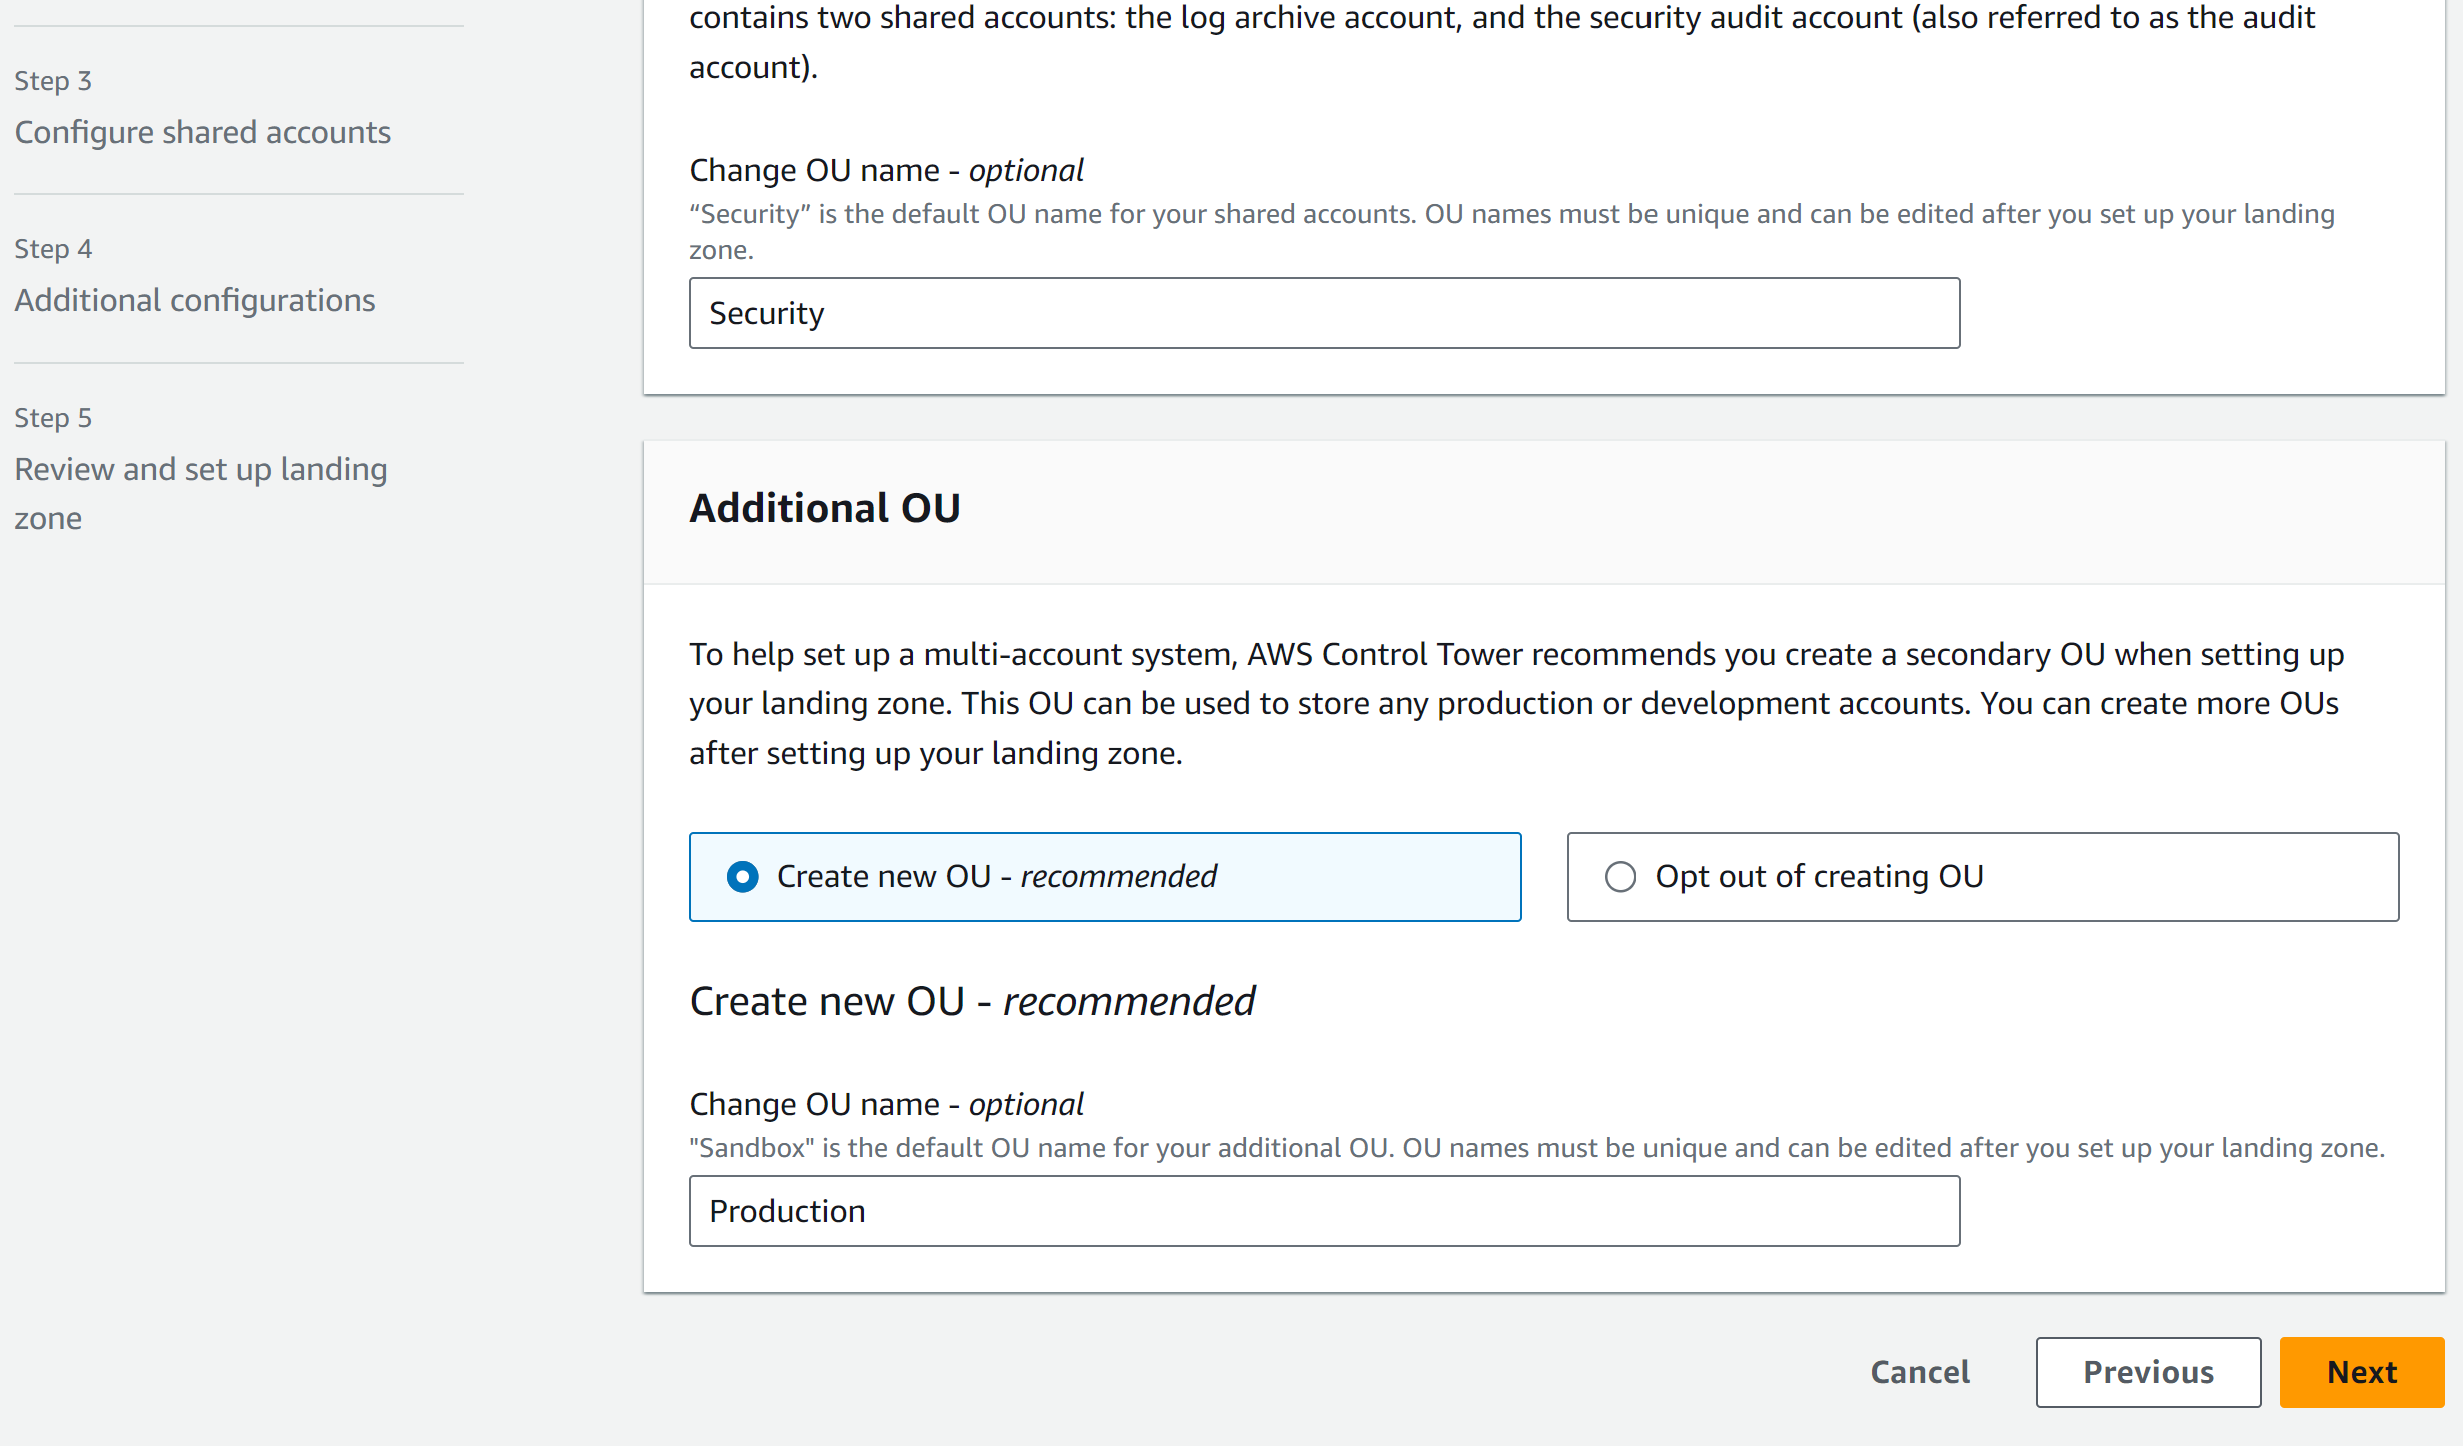 Step 3
Configure shared accounts
Step 4
Additional configurations
Step 5
Review and set up landing
zone
contains two shared accounts: the log archive account, and the security audit account (also referred to as the audit
account).
Change OU name - optional
“Security” is the default OU name for your shared accounts. OU names must be unique and can be edited after you set up your landing
zone.
Security
Additional OU
To help set up a multi-account system, AWS Control Tower recommends you create a secondary OU when setting up
your landing zone. This OU can be used to store any production or development accounts. You can create more OUs
after setting up your landing zone.
Create new OU - recommended
Opt out of creating OU
Create new OU - recommended
Change OU name - optional
"Sandbox" is the default OU name for your additional OU. OU names must be unique and can be edited after you set up your landing zone.
Production
Cancel
Previous
Next